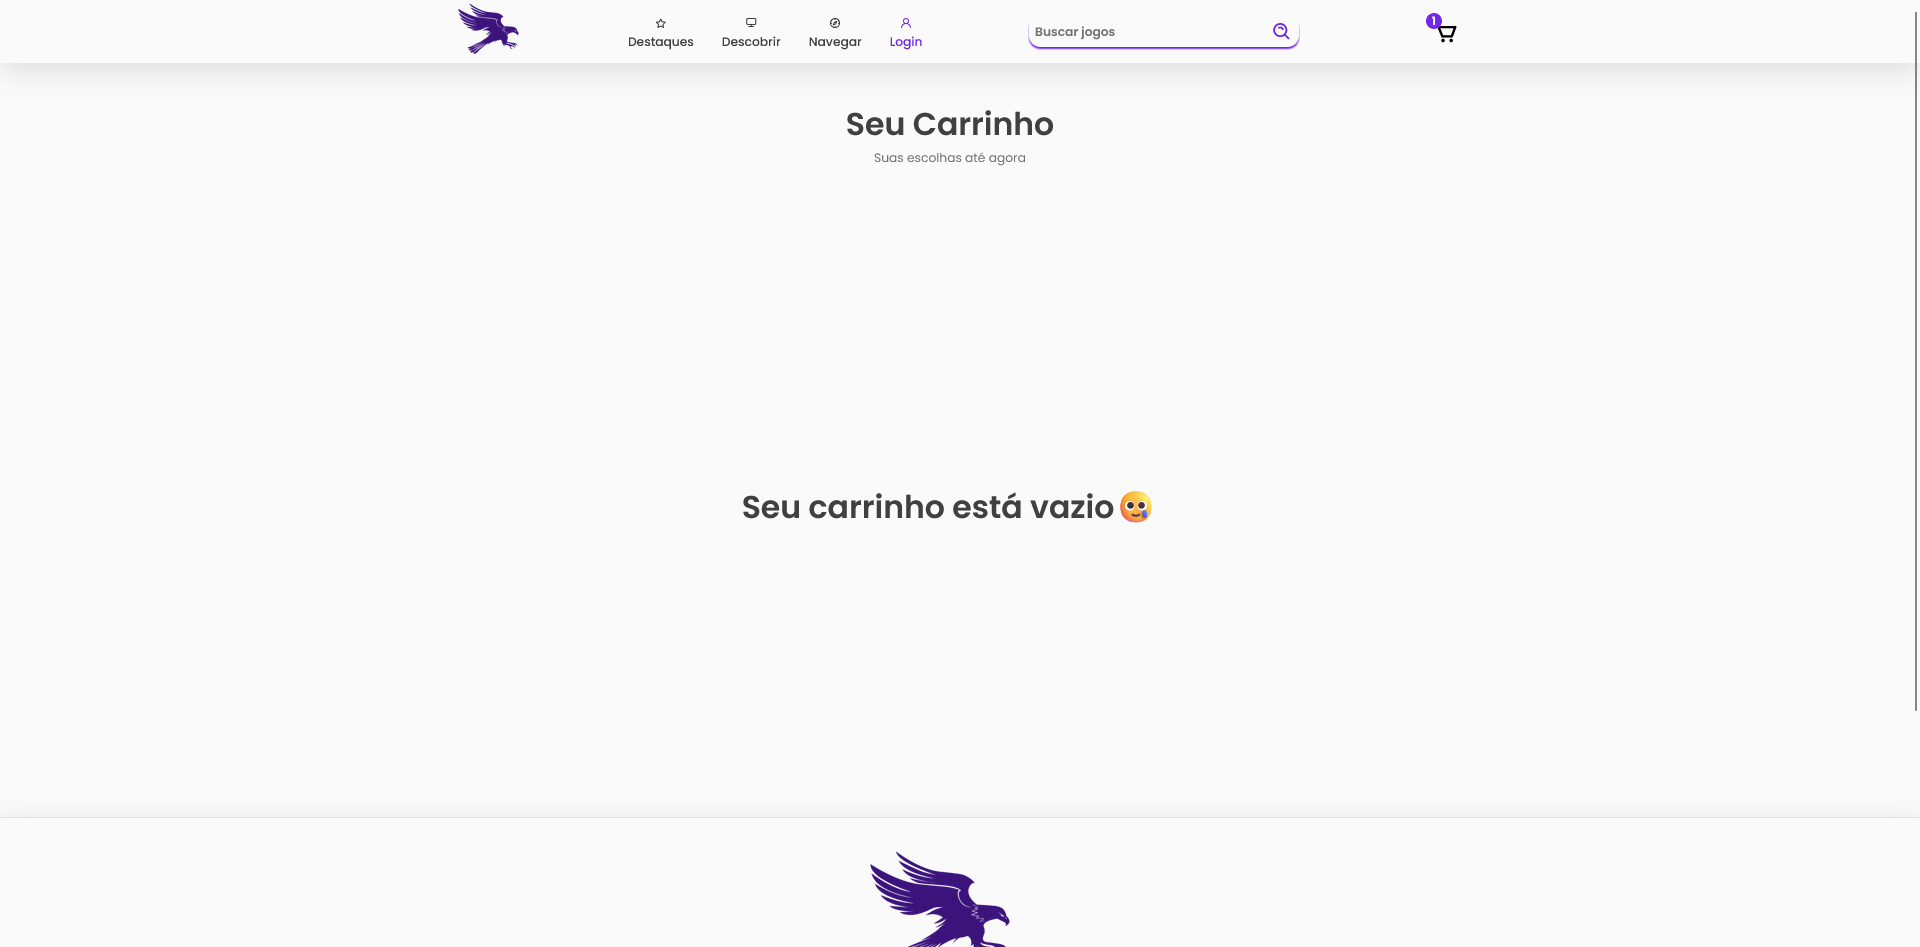 Destaques
Descobrir
Navegar
Login
Buscar jogos
1
Seu Carrinho
Suas escolhas até agora
Seu carrinho está vazio🥲